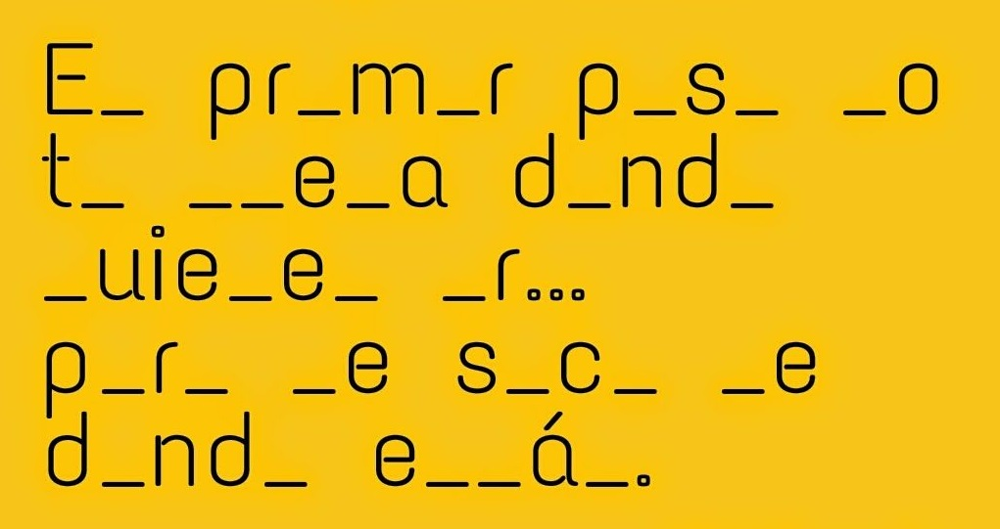 E_ pr_m_r p_s_ _o
t_ __e_a d_nd_
_uie_e_ _r...
p_r_ _e s_c_ _e
d_nd_ e__á_.